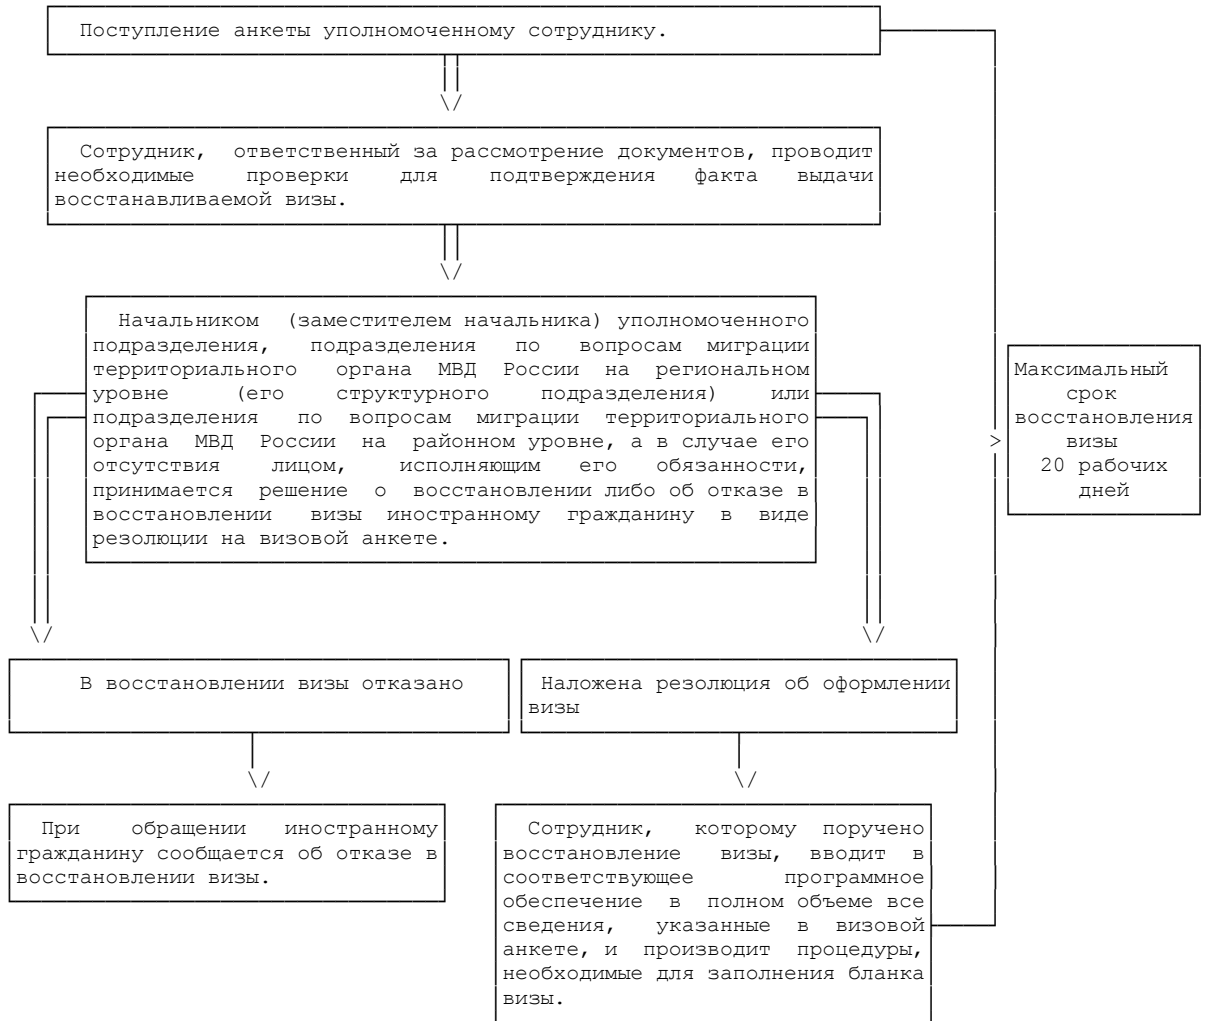 Поступление анкеты уполномоченному сотруднику.
Сотрудник, ответственный за рассмотрение документов, проводит
необходимые проверки для подтверждения факта выдачи
восстанавливаемой визы.
Начальником (заместителем начальника) уполномоченного
подразделения, подразделения по вопросам миграции
территориального органа МВД России на региональном
уровне (его структурного подразделения) или
подразделения по вопросам миграции территориального
органа МВД России на районном уровне, а в случае его
отсутствия лицом, исполняющим его обязанности,
принимается решение о восстановлении либо об отказе в
восстановлении визы иностранному гражданину в виде
резолюции на визовой анкете.
Максимальный
срок
восстановления
визы
20 рабочих
дней
В восстановлении визы отказано
Наложена резолюция об оформлении
визы
При обращении иностранному
гражданину сообщается об отказе в
восстановлении визы.
Сотрудник, которому поручено
восстановление визы, вводит в
соответствующее программное
обеспечение в полном объеме все
сведения, указанные в визовой
анкете, и производит процедуры,
необходимые для заполнения бланка
визы.